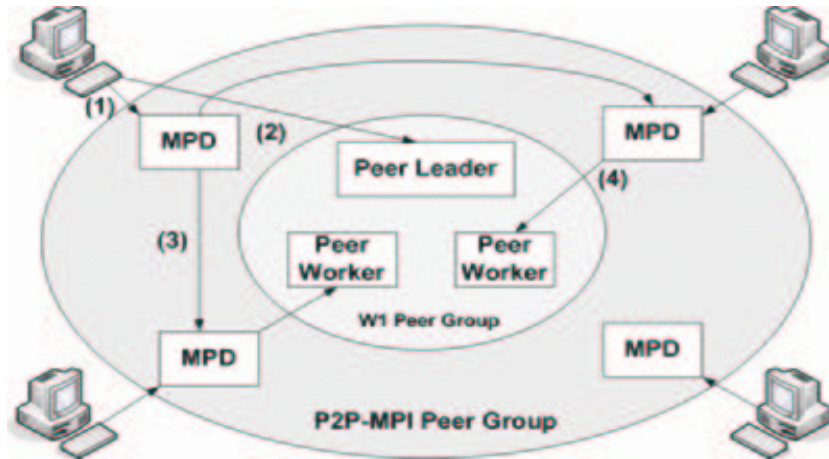 (1)
MPD
(2)
MPD
Peer Leader
(4)
(3)
Peer
Worker
Peer
Worker
W1 Peer Group
MPD
MPD
P2P-MPI Peer Group